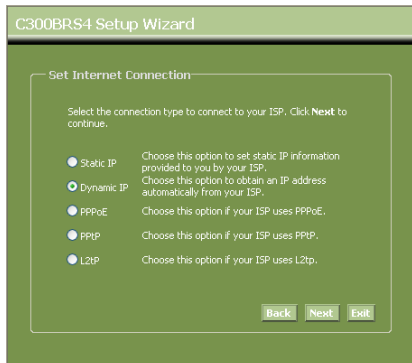 C300BRS4 Setup Wizard
Set Internet Connection
Select the connection type to connect to your ISP. Click Next to
continue.
Static IP Choose this option to set static IP information
provided to you by your ISP.
Dynamic IP Choose this option to obtain an IP address
automatically from your ISP.
PPPoE Choose this option if your ISP uses PPPoE.
PPtP Choose this option if your ISP uses PPtP.
L2tP Choose this option if your ISP uses L2tp.
Back Next Exit